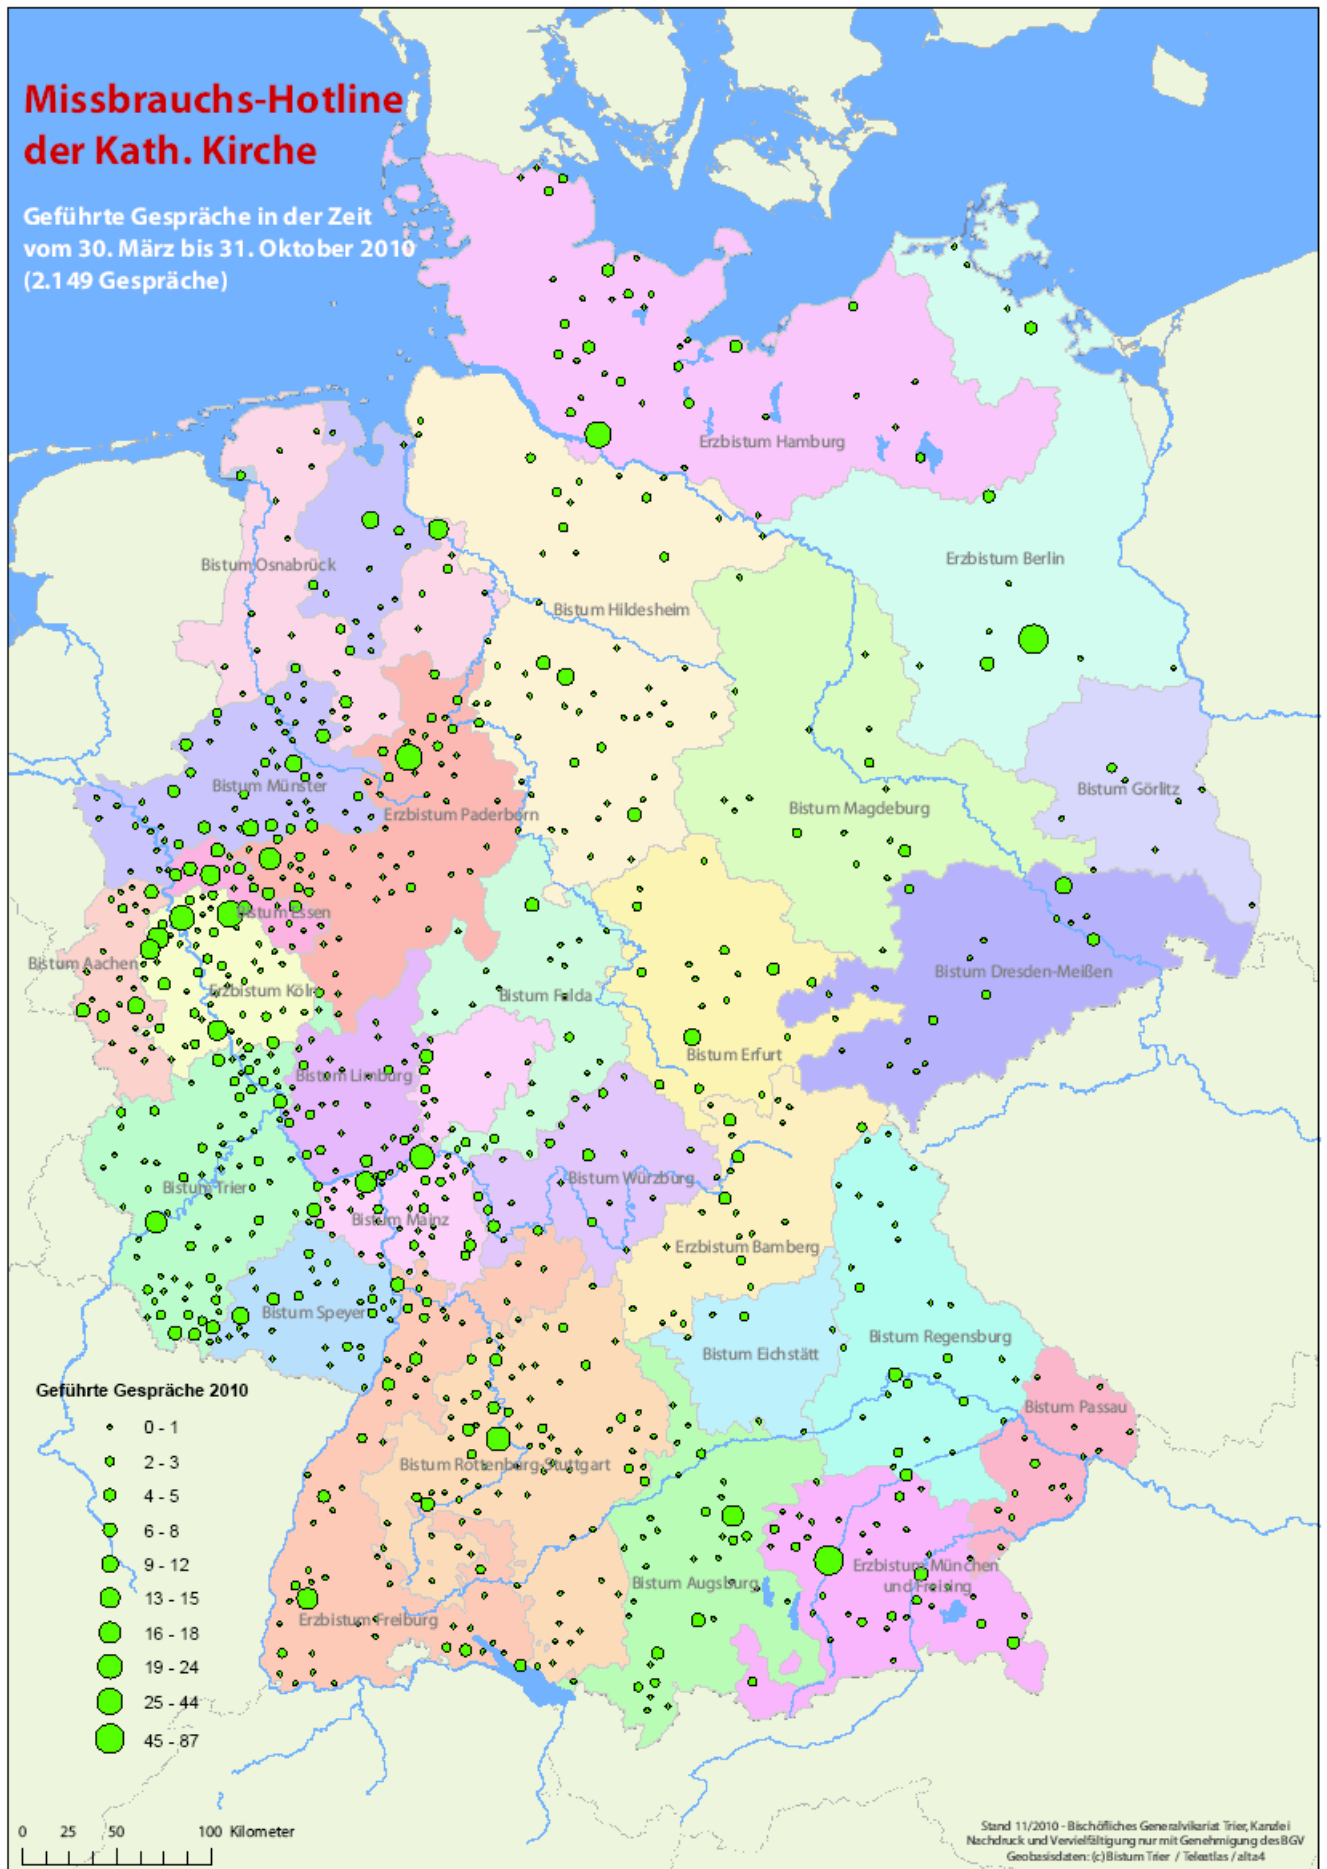 Missbrauchs-Hotline
der Kath. Kirche
Geführte Gespräche in der Zeit
vom 30. März bis 31. Oktober 2010
(2.149 Gespräche)
Erzbistum Hamburg
Bistum Osnabrück
Erzbistum Berlin
Bistum Hildesheim
Bistum Münster
Bistum Görlitz
Erzbistum Paderborn
Bistum Magdeburg
Bistum Essen
Bistum Aachen
Bistum Dresden-Meißen
Erzbistum Köln
Bistum Fulda
Bistum Erfurt
Bistum Limburg
Bistum Trier
Bistum Würzburg
Bistum Mainz
Erzbistum Bamberg
Bistum Speyer
Bistum Regensburg
Bistum Eichstätt
Bistum Passau
Bistum Rottenburg-Stuttgart
Erzbistum München
und Freising
Bistum Augsburg
Erzbistum Freiburg
Geführte Gespräche 2010
0 - 1
2 - 3
4 - 5
6 - 8
9 - 12
13 - 15
16 - 18
19 - 24
25 - 44
45 - 87
0 25 50 100 Kilometer
Stand 11/2010 - Bischöfliches Generalvikariat Trier, Kanzlei
Nachdruck und Vervielfältigung nur mit Genehmigung des BGV
Geobasisdaten: (c) Bistum Trier / Teleatlas / alta4